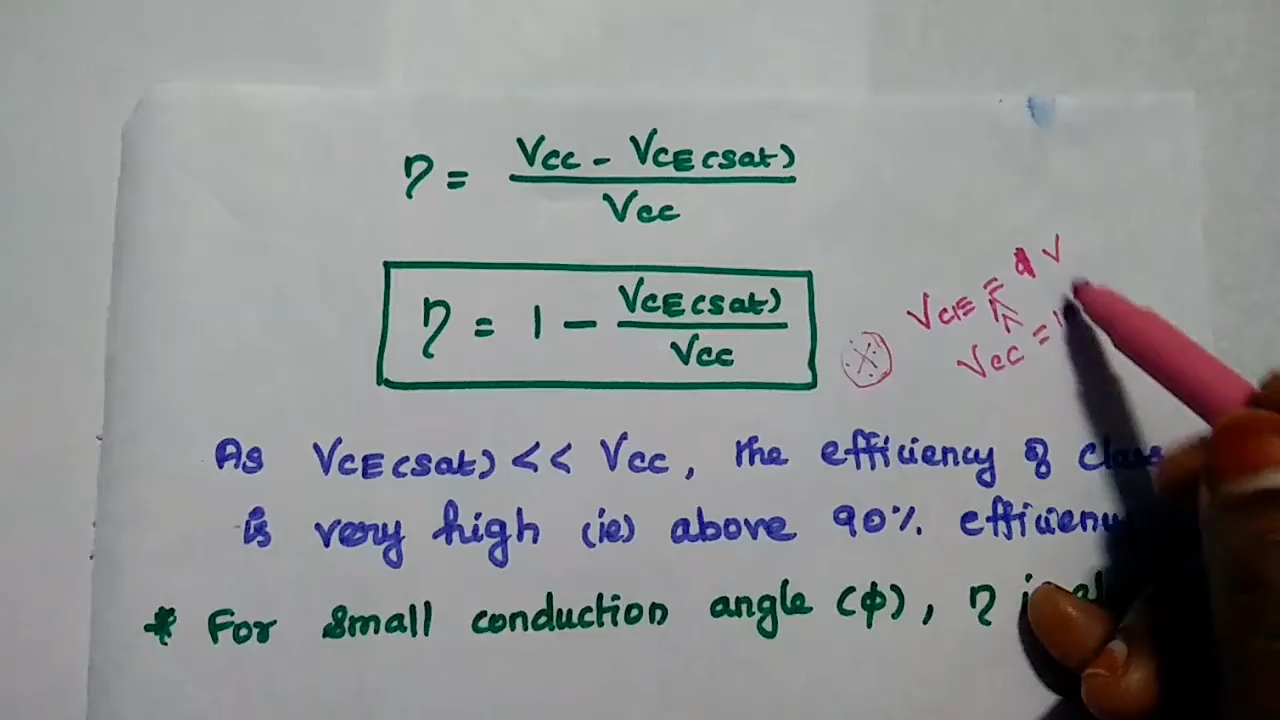 η = VCC - VCE(sat) / VCC
η = 1 - VCE(sat) / VCC
VCE = V
VCC =
As VCE(sat) << VCC, the efficiency of
is very high (ie) above 90%
* For small conduction angle (φ), η